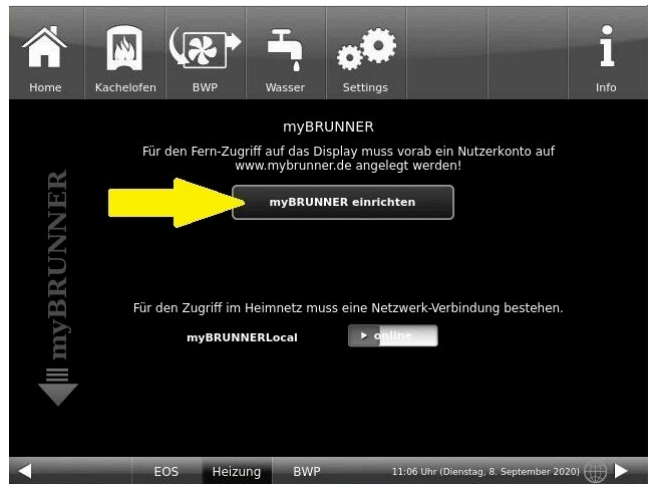 Home
Kachelofen
BWP
Wasser
Settings
Info
myBRUNNER
Für den Fern-Zugriff auf das Display muss vorab ein Nutzerkonto auf
www.mybrunner.de angelegt werden!
myBRUNNER einrichten
myBRUNNER
Für den Zugriff im Heimnetz muss eine Netzwerk-Verbindung bestehen.
myBRUNNERLocal
online
EOS
Heizung
BWP
11:06 Uhr (Dienstag, 8. September 2020)